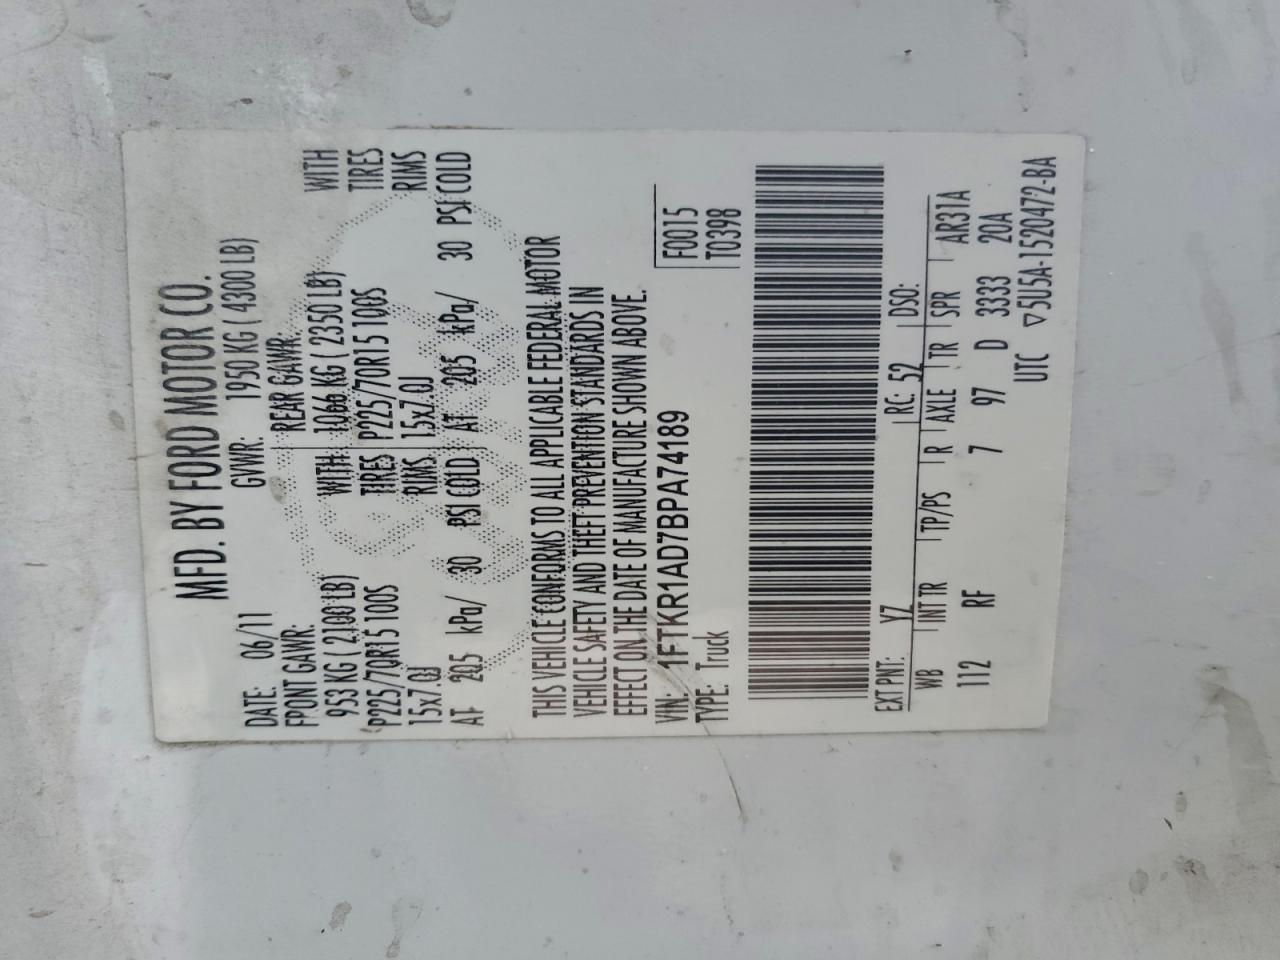 MFD. BY FORD MOTOR CO.
DATE: 06/11 GVWR: 1950 KG ( 4300 LB)
FRONT GAWR: REAR GAWR:
953 KG ( 2100 LB) WITH 1066 KG ( 2350 LB) WITH
P225/70R15 100S TIRES P225/70R15 100S TIRES
15x7.0J RIMS 15x7.0J RIMS
AT 205 kPa/ 30 PSI COLD AT 205 kPa/ 30 PSI COLD
THIS VEHICLE CONFORMS TO ALL APPLICABLE FEDERAL MOTOR
VEHICLE SAFETY AND THEFT PREVENTION STANDARDS IN
EFFECT ON THE DATE OF MANUFACTURE SHOWN ABOVE.
VIN: 1FTKR1AD7BPA74189 F0015
TYPE: Truck T0398
EXT PNT: YZ RC: 52 DSO:
WB INT TR TP/PS R AXLE TR SPR AR31A
112 RF 7 97 D 3333 20A
UTC ▽5U5A-1520472-BA